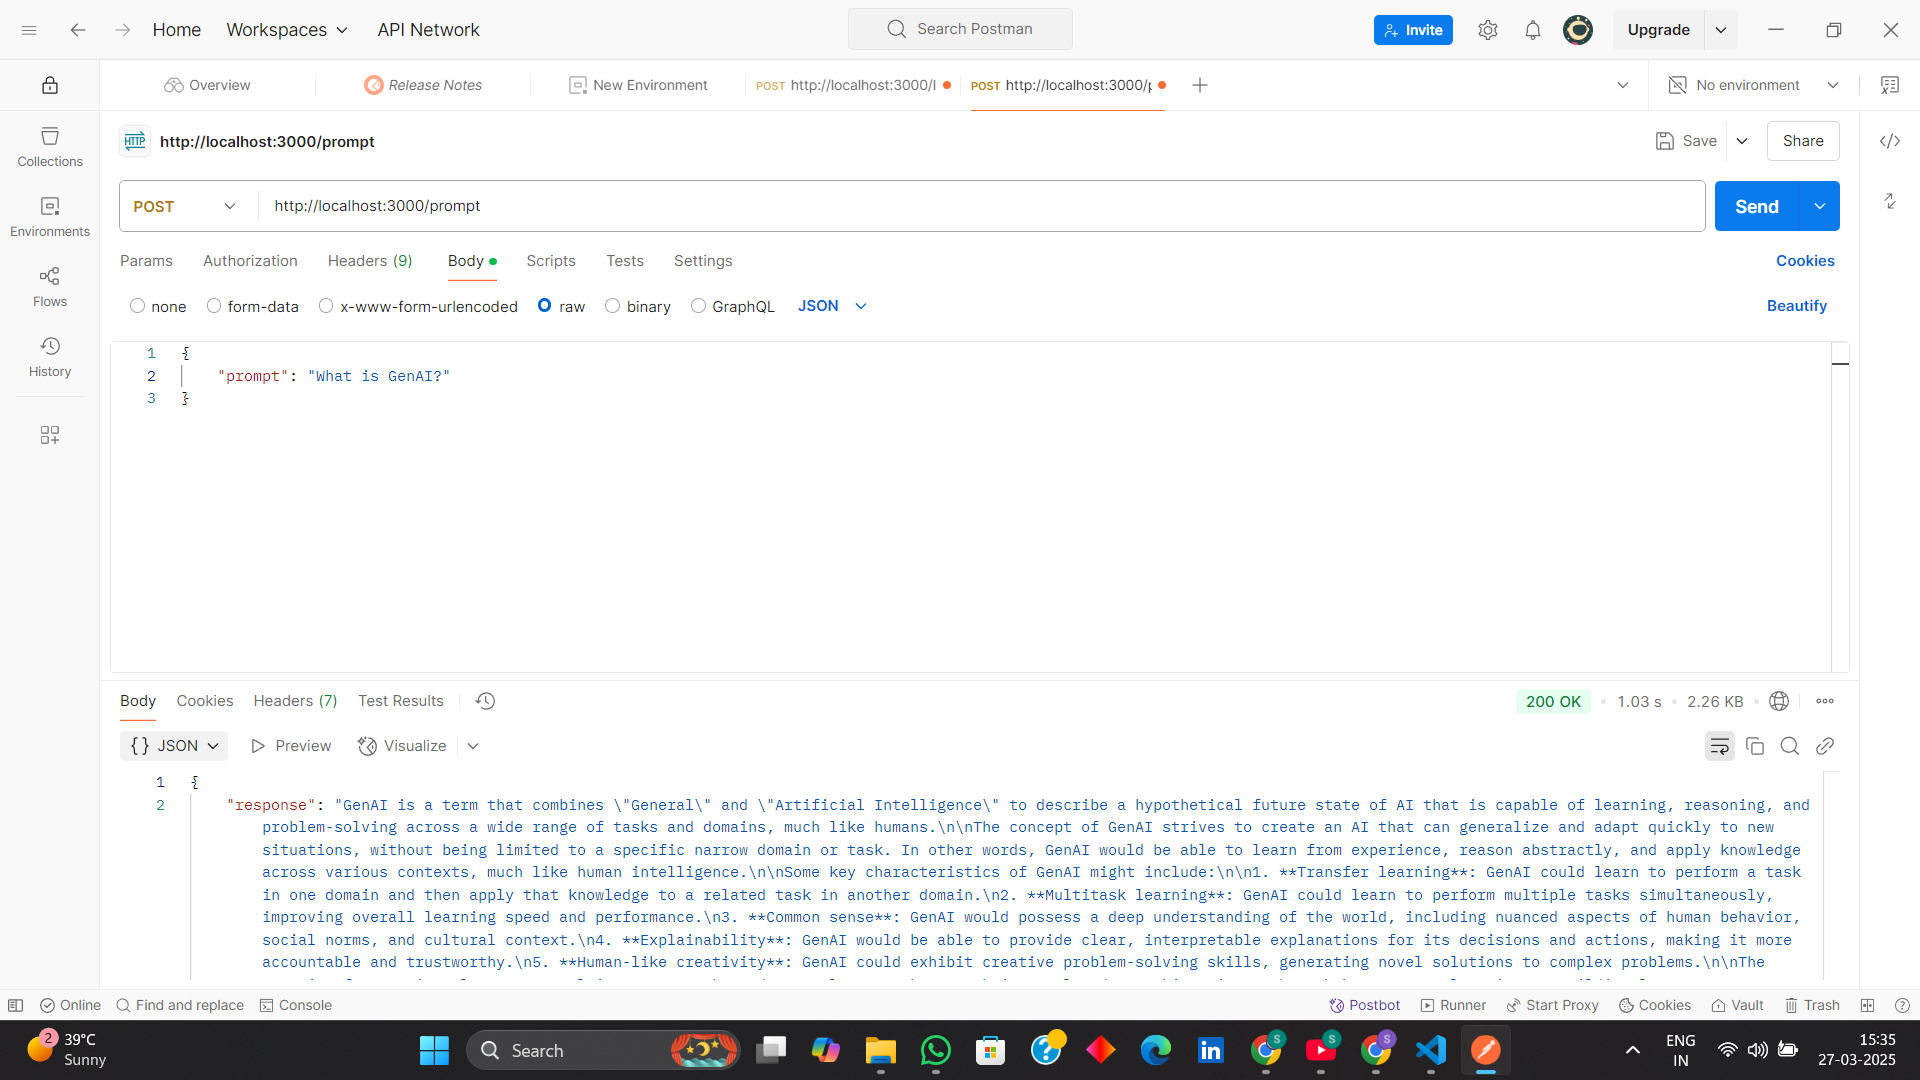 Home
Workspaces
API Network
Search Postman
Invite
Upgrade
Overview
Release Notes
New Environment
POST http://localhost:3000/l
POST http://localhost:3000/p
No environment
HTTP http://localhost:3000/prompt
Save
Share
Collections
Environments
Flows
History
POST
http://localhost:3000/prompt
Send
Params
Authorization
Headers (9)
Body
Scripts
Tests
Settings
Cookies
none
form-data
x-www-form-urlencoded
raw
binary
GraphQL
JSON
Beautify
1 {
2 "prompt": "What is GenAI?"
3 }
Body
Cookies
Headers (7)
Test Results
200 OK
1.03 s
2.26 KB
{} JSON
Preview
Visualize
1 {
2 "response": "GenAI is a term that combines \"General\" and \"Artificial Intelligence\" to describe a hypothetical future state of AI that is capable of learning, reasoning, and
problem-solving across a wide range of tasks and domains, much like humans.\n\nThe concept of GenAI strives to create an AI that can generalize and adapt quickly to new
situations, without being limited to a specific narrow domain or task. In other words, GenAI would be able to learn from experience, reason abstractly, and apply knowledge
across various contexts, much like human intelligence.\n\nSome key characteristics of GenAI might include:\n\n1. **Transfer learning**: GenAI could learn to perform a task
in one domain and then apply that knowledge to a related task in another domain.\n2. **Multitask learning**: GenAI could learn to perform multiple tasks simultaneously,
improving overall learning speed and performance.\n3. **Common sense**: GenAI would possess a deep understanding of the world, including nuanced aspects of human behavior,
social norms, and cultural context.\n4. **Explainability**: GenAI would be able to provide clear, interpretable explanations for its decisions and actions, making it more
accountable and trustworthy.\n5. **Human-like creativity**: GenAI could exhibit creative problem-solving skills, generating novel solutions to complex problems.\n\nThe
Online
Find and replace
Console
Postbot
Runner
Start Proxy
Cookies
Vault
Trash
2
39°C
Sunny
Search
S
S
S
ENG
IN
15:35
27-03-2025